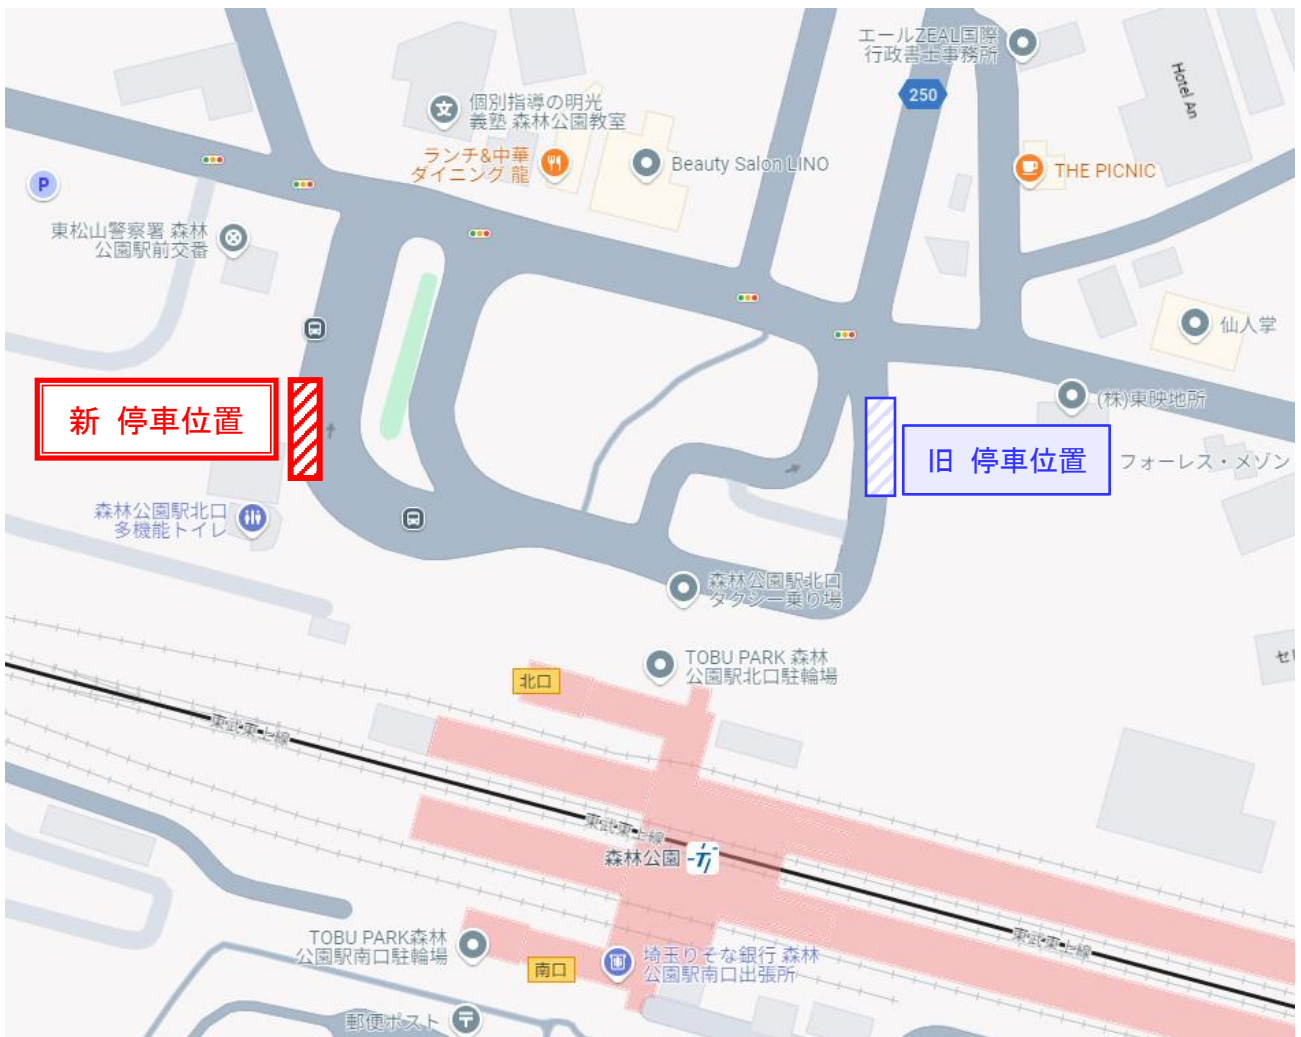 エールZEAL国際
行政書士事務所
Hotel An
250
個別指導の明光
義塾 森林公園教室
ランチ&中華
ダイニング 龍
Beauty Salon LINO
THE PICNIC
P
東松山警察署 森林
公園駅前交番
仙人掌
新 停車位置
(株)東映地所
旧 停車位置
フォーレス・メゾン
森林公園駅北口
多機能トイレ
森林公園駅北口
タクシー乗り場
TOBU PARK 森林
公園駅北口駐輪場
北口
セ
東武東上線
東武東上線
森林公園
東武東上線
TOBU PARK森林
公園駅南口駐輪場
南口
埼玉りそな銀行 森林
公園駅南口出張所
郵便ポスト